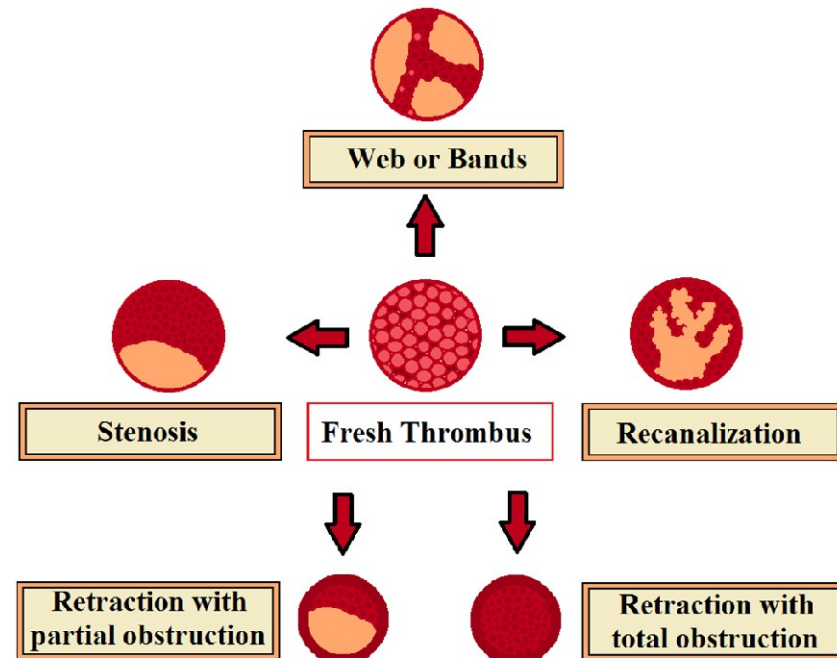 Web or Bands
Stenosis
Fresh Thrombus
Recanalization
Retraction with
partial obstruction
Retraction with
total obstruction